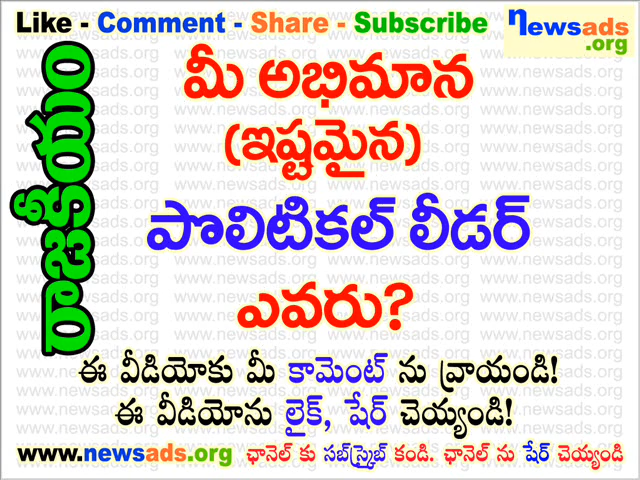 Like - Comment - Share - Subscribe
newsads
.org
రాజకీయం
మీ అభిమాన
(ఇష్టమైన)
పొలిటికల్ లీడర్
ఎవరు?
ఈ వీడియోకు మీ కామెంట్ ను వ్రాయండి!
ఈ వీడియోను లైక్, షేర్ చెయ్యండి!
www.newsads.org ఛానెల్ కు సబ్‌స్క్రైబ్ కండి. ఛానెల్ ను షేర్ చెయ్యండి